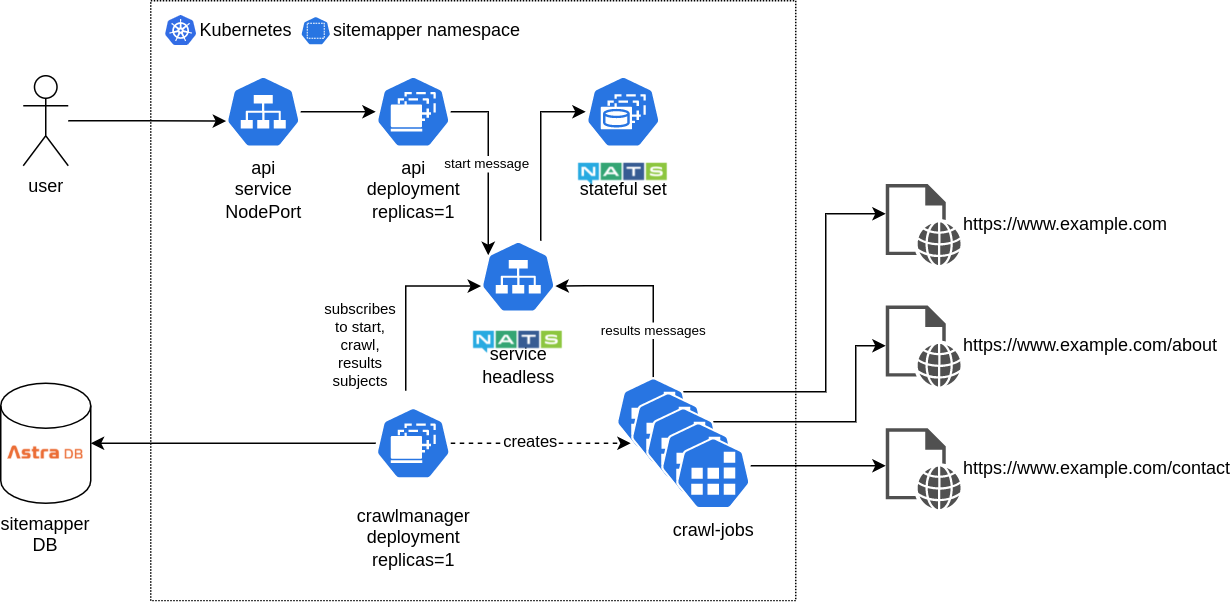 Kubernetes
sitemapper namespace
user
api
service
NodePort
api
deployment
replicas=1
start message
NATS
stateful set
https://www.example.com
subscribes
to start,
crawl,
results
subjects
NATS
service
headless
results messages
https://www.example.com/about
Astra DB
sitemapper
DB
creates
crawlmanager
deployment
replicas=1
crawl-jobs
https://www.example.com/contact